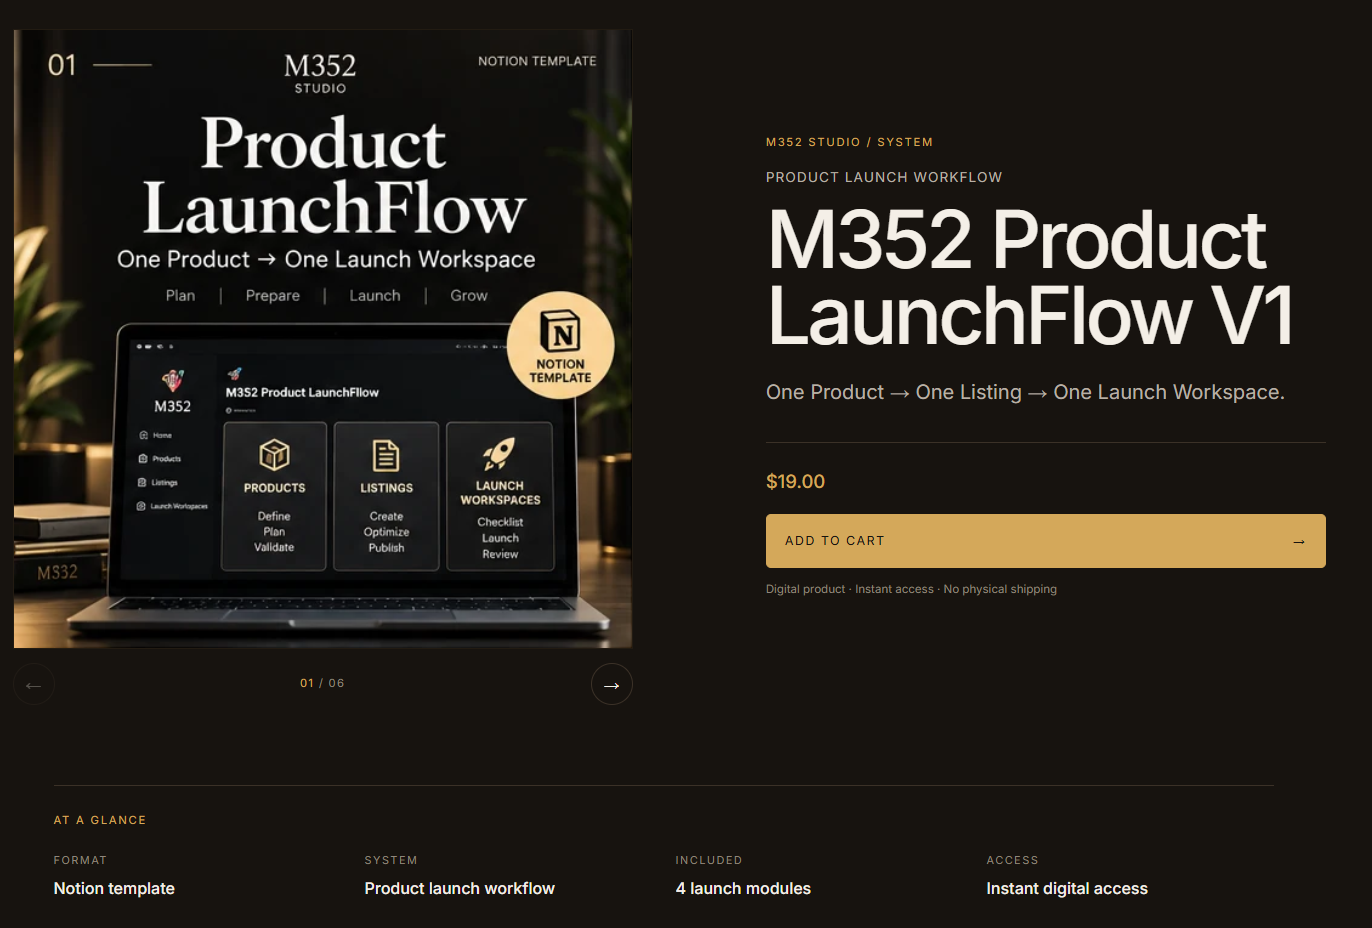 01
M352
STUDIO
NOTION TEMPLATE
Product
LaunchFlow
One Product → One Launch Workspace
Plan | Prepare | Launch | Grow
NOTION
TEMPLATE
M352
Home
Products
Listings
Launch Workspaces
M352 Product LaunchFllow
PRODUCTS
Define
Plan
Validate
LISTINGS
Create
Optimize
Publish
LAUNCH
WORKSPACES
Checklist
Launch
Review
M332
←
01 / 06
→
M352 STUDIO / SYSTEM
PRODUCT LAUNCH WORKFLOW
M352 Product
LaunchFlow V1
One Product → One Listing → One Launch Workspace.
$19.00
ADD TO CART →
Digital product · Instant access · No physical shipping
AT A GLANCE
FORMAT
Notion template
SYSTEM
Product launch workflow
INCLUDED
4 launch modules
ACCESS
Instant digital access